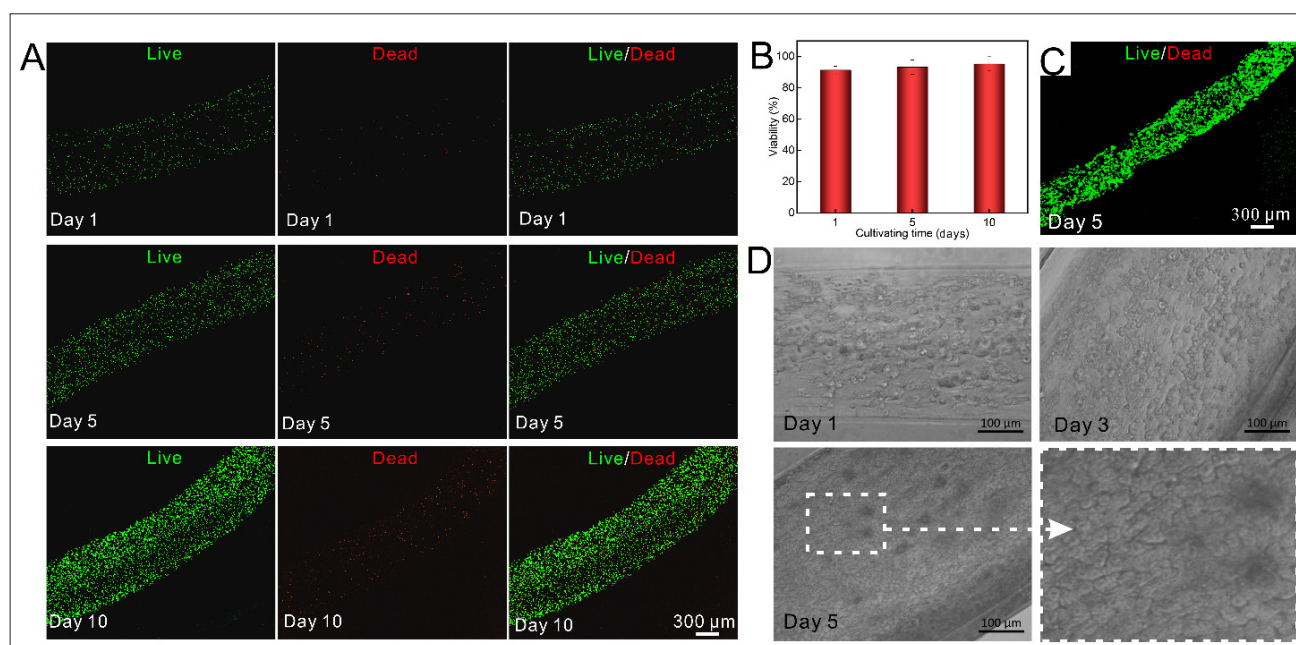 A
Live
Dead
Live/Dead
Day 1
Day 1
Day 1
Live
Dead
Live/Dead
Day 5
Day 5
Day 5
Live
Dead
Live/Dead
Day 10
Day 10
Day 10
300 μm
B
100
80
60
40
20
0
Viability (%)
1
5
10
Cultivating time (days)
C
Live/Dead
Day 5
300 μm
D
Day 1
100 μm
Day 3
100 μm
Day 5
100 μm